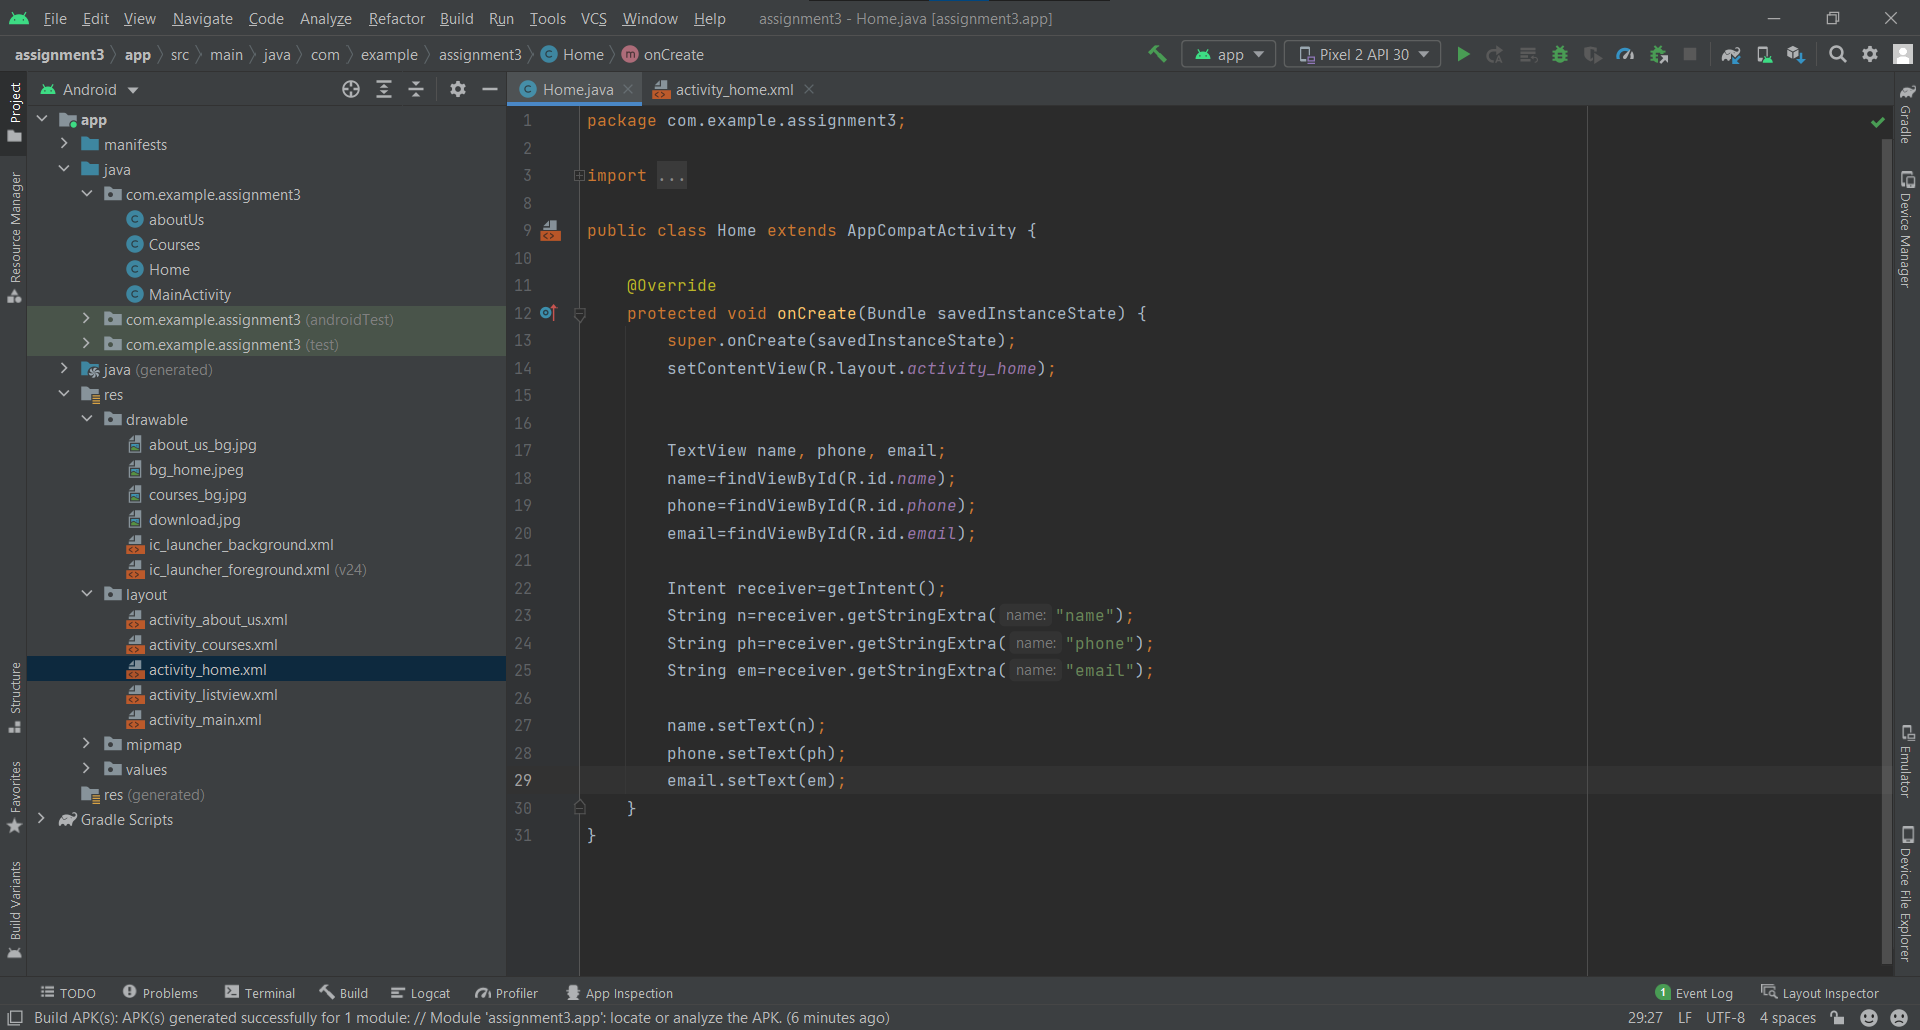 File Edit View Navigate Code Analyze Refactor Build Run Tools VCS Window Help assignment3 - Home.java [assignment3.app]
assignment3 app src main java com example assignment3 Home onCreate app Pixel 2 API 30
Project
Resource Manager
Structure
Favorites
Build Variants
Android
app
manifests
java
com.example.assignment3
aboutUs
Courses
Home
MainActivity
com.example.assignment3 (androidTest)
com.example.assignment3 (test)
java (generated)
res
drawable
about_us_bg.jpg
bg_home.jpeg
courses_bg.jpg
download.jpg
ic_launcher_background.xml
ic_launcher_foreground.xml (v24)
layout
activity_about_us.xml
activity_courses.xml
activity_home.xml
activity_listview.xml
activity_main.xml
mipmap
values
res (generated)
Gradle Scripts
Home.java activity_home.xml
1 package com.example.assignment3;
2
3 import ...
8
9 public class Home extends AppCompatActivity {
10
11 @Override
12 protected void onCreate(Bundle savedInstanceState) {
13 super.onCreate(savedInstanceState);
14 setContentView(R.layout.activity_home);
15
16
17 TextView name, phone, email;
18 name=findViewById(R.id.name);
19 phone=findViewById(R.id.phone);
20 email=findViewById(R.id.email);
21
22 Intent receiver=getIntent();
23 String n=receiver.getStringExtra( name: "name");
24 String ph=receiver.getStringExtra( name: "phone");
25 String em=receiver.getStringExtra( name: "email");
26
27 name.setText(n);
28 phone.setText(ph);
29 email.setText(em);
30 }
31 }
Gradle
Device Manager
Emulator
Device File Explorer
TODO Problems Terminal Build Logcat Profiler App Inspection 1 Event Log Layout Inspector
Build APK(s): APK(s) generated successfully for 1 module: // Module 'assignment3.app': locate or analyze the APK. (6 minutes ago) 29:27 LF UTF-8 4 spaces